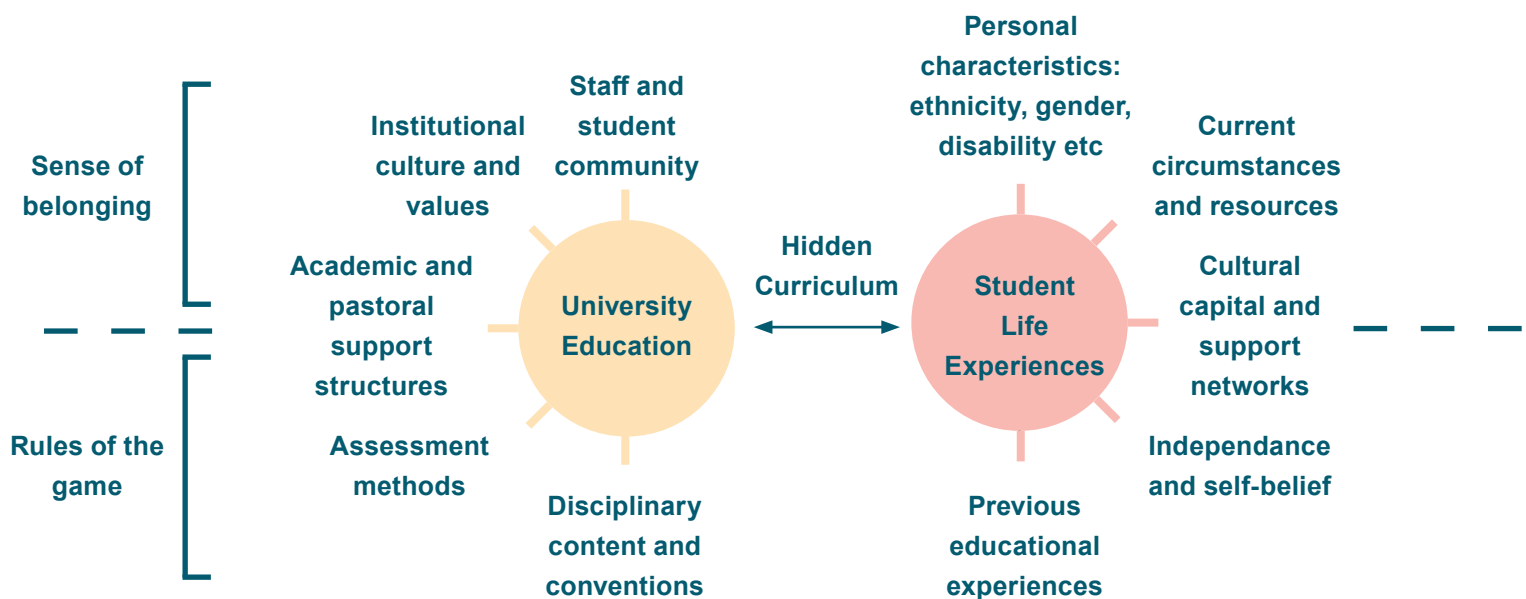 Sense of
belonging
Rules of the
game
Staff and
student
community
Institutional
culture and
values
Academic and
pastoral
support
structures
Assessment
methods
Disciplinary
content and
conventions
University
Education
Hidden
Curriculum
Student
Life
Experiences
Personal
characteristics:
ethnicity, gender,
disability etc
Current
circumstances
and resources
Cultural
capital and
support
networks
Independance
and self-belief
Previous
educational
experiences